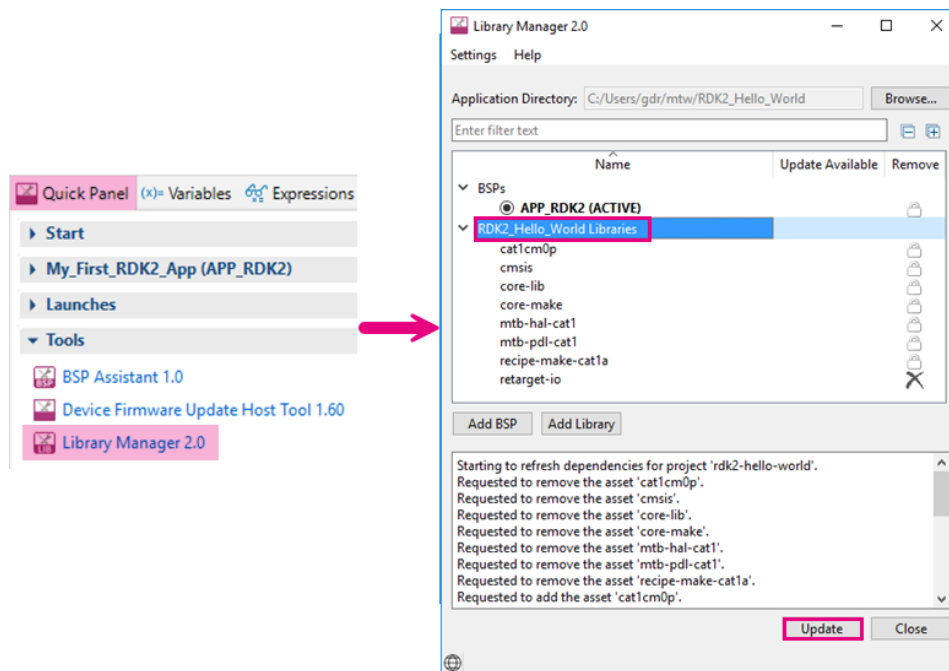 Quick Panel (x)= Variables Expressions
Start
My_First_RDK2_App (APP_RDK2)
Launches
Tools
BSP BSP Assistant 1.0
Device Firmware Update Host Tool 1.60
LIB Library Manager 2.0
Library Manager 2.0
Settings Help
Application Directory: C:/Users/gdr/mtw/RDK2_Hello_World Browse...
Enter filter text
Name Update Available Remove
BSPs
APP_RDK2 (ACTIVE)
RDK2_Hello_World Libraries
cat1cm0p
cmsis
core-lib
core-make
mtb-hal-cat1
mtb-pdl-cat1
recipe-make-cat1a
retarget-io
Add BSP Add Library
Starting to refresh dependencies for project 'rdk2-hello-world'.
Requested to remove the asset 'cat1cm0p'.
Requested to remove the asset 'cmsis'.
Requested to remove the asset 'core-lib'.
Requested to remove the asset 'core-make'.
Requested to remove the asset 'mtb-hal-cat1'.
Requested to remove the asset 'mtb-pdl-cat1'.
Requested to remove the asset 'recipe-make-cat1a'.
Requested to add the asset 'cat1cm0p'.
Update Close